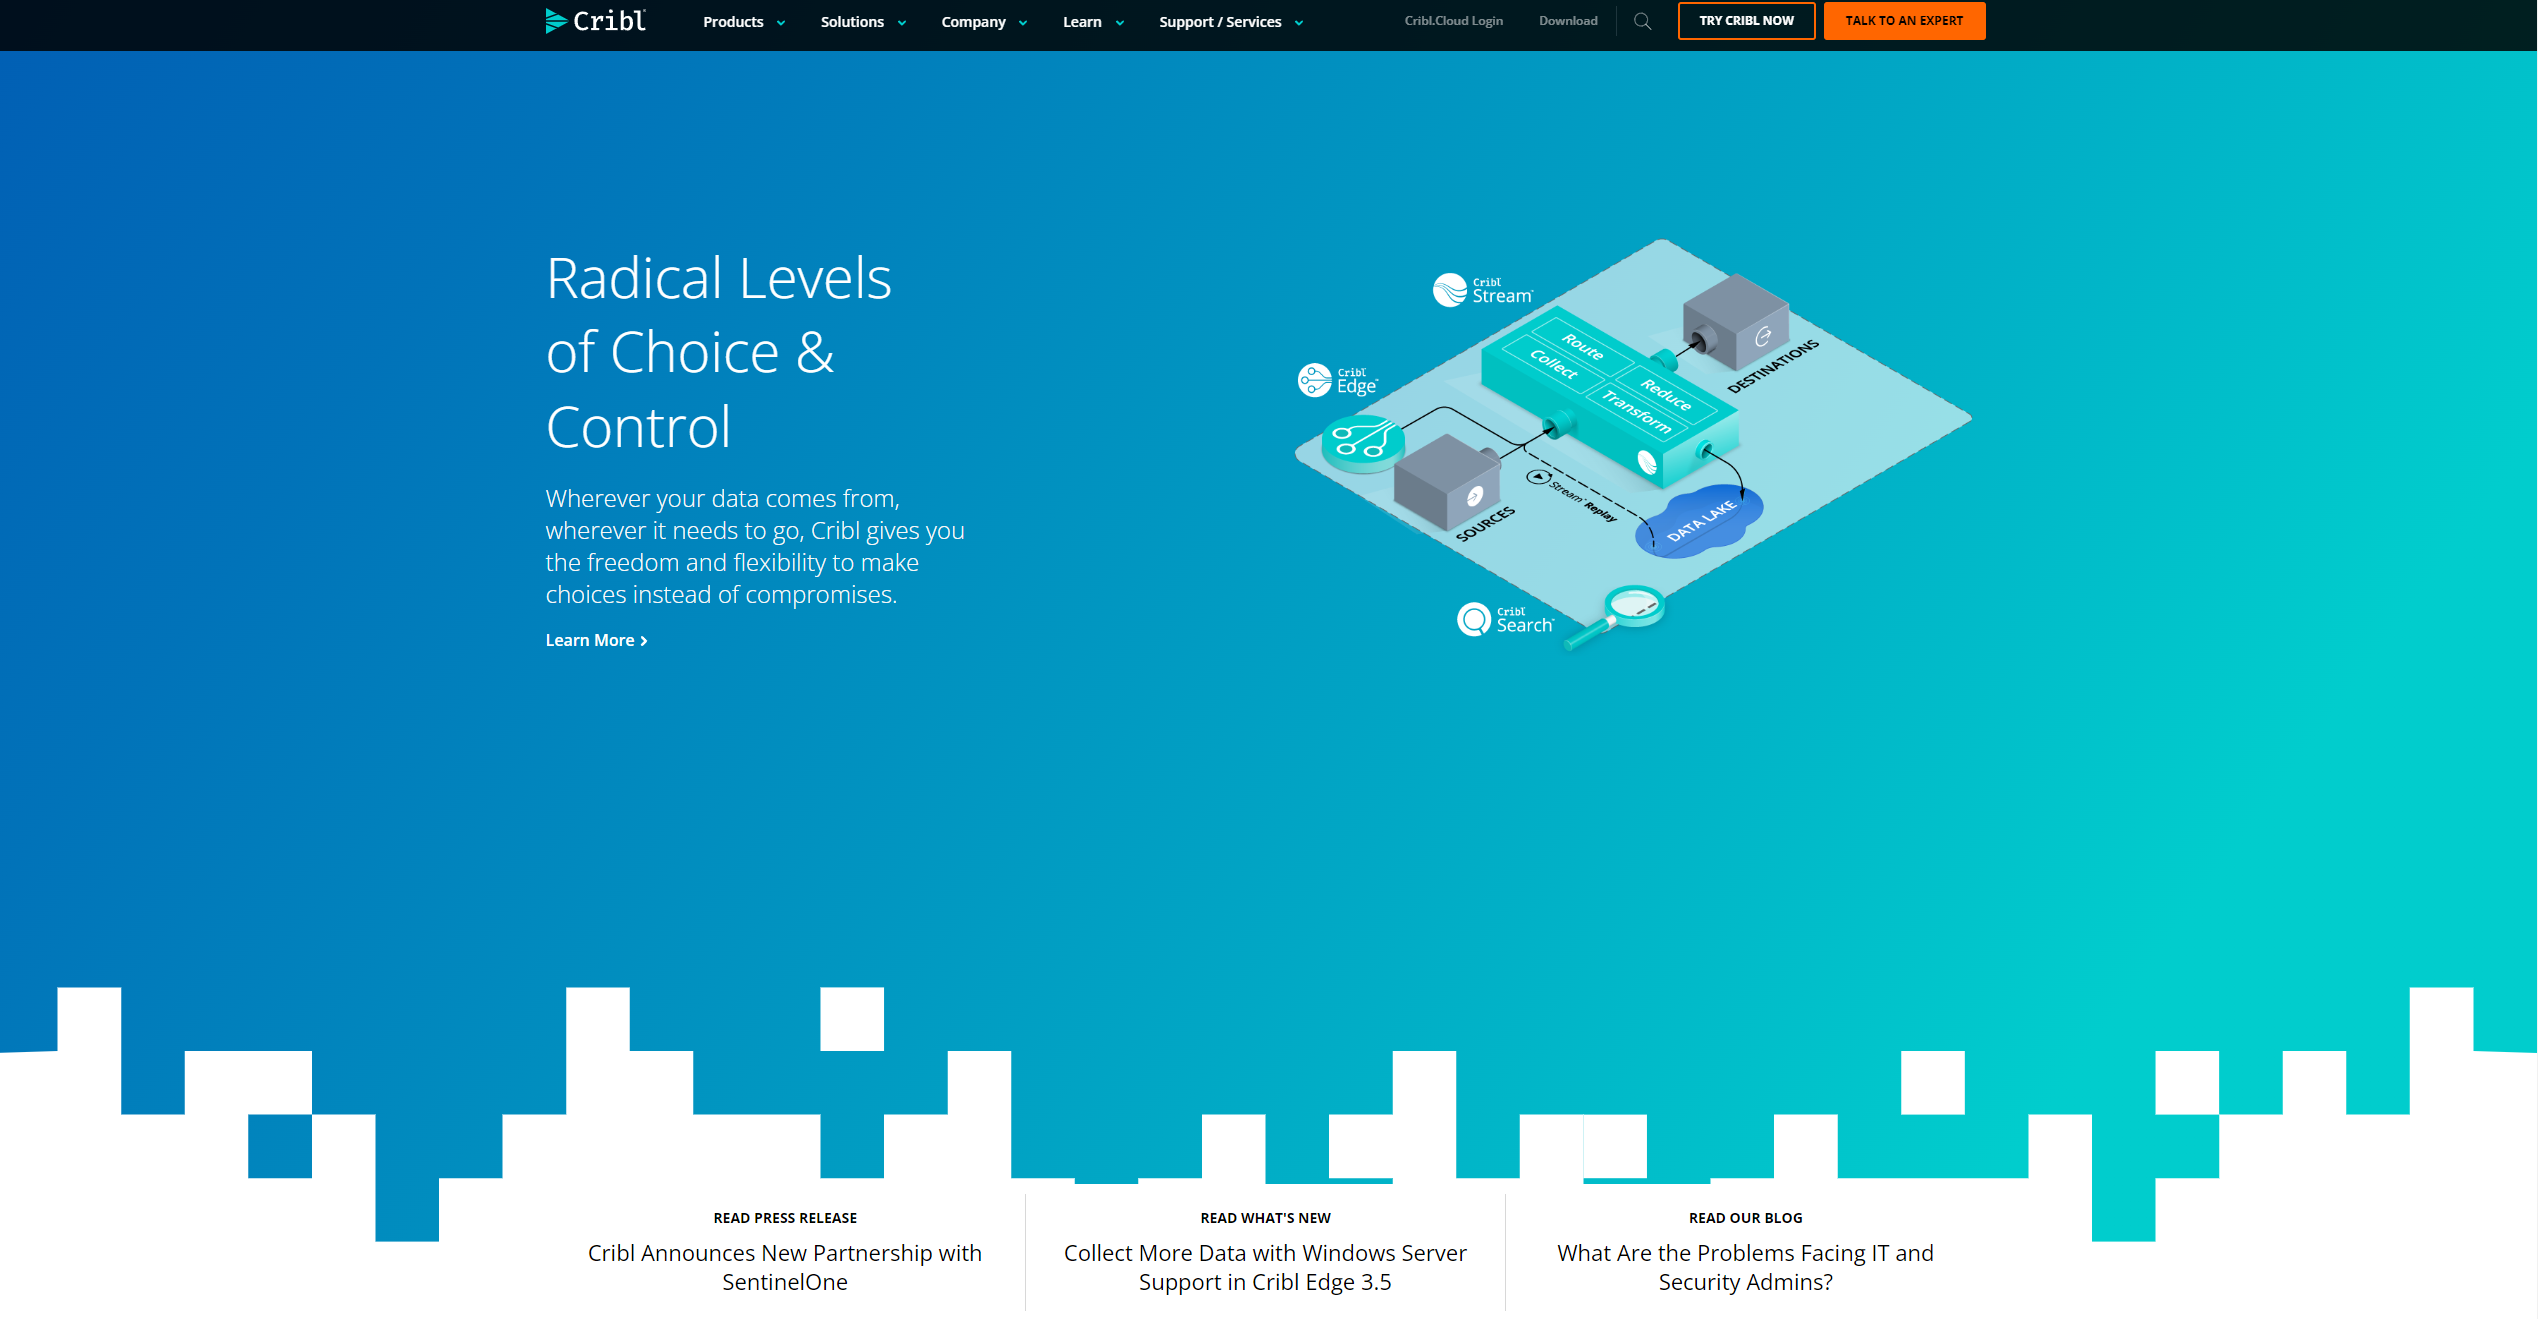 Cribl
Products
Solutions
Company
Learn
Support / Services
Cribl.Cloud Login
Download
TRY CRIBL NOW
TALK TO AN EXPERT
Radical Levels
of Choice &
Control
Wherever your data comes from,
wherever it needs to go, Cribl gives you
the freedom and flexibility to make
choices instead of compromises.
Learn More
Cribl
Stream
Cribl
Edge
Route
Collect
Reduce
Transform
DESTINATIONS
SOURCES
Stream™ Replay
DATA LAKE
Cribl
Search
READ PRESS RELEASE
Cribl Announces New Partnership with
SentinelOne
READ WHAT'S NEW
Collect More Data with Windows Server
Support in Cribl Edge 3.5
READ OUR BLOG
What Are the Problems Facing IT and
Security Admins?